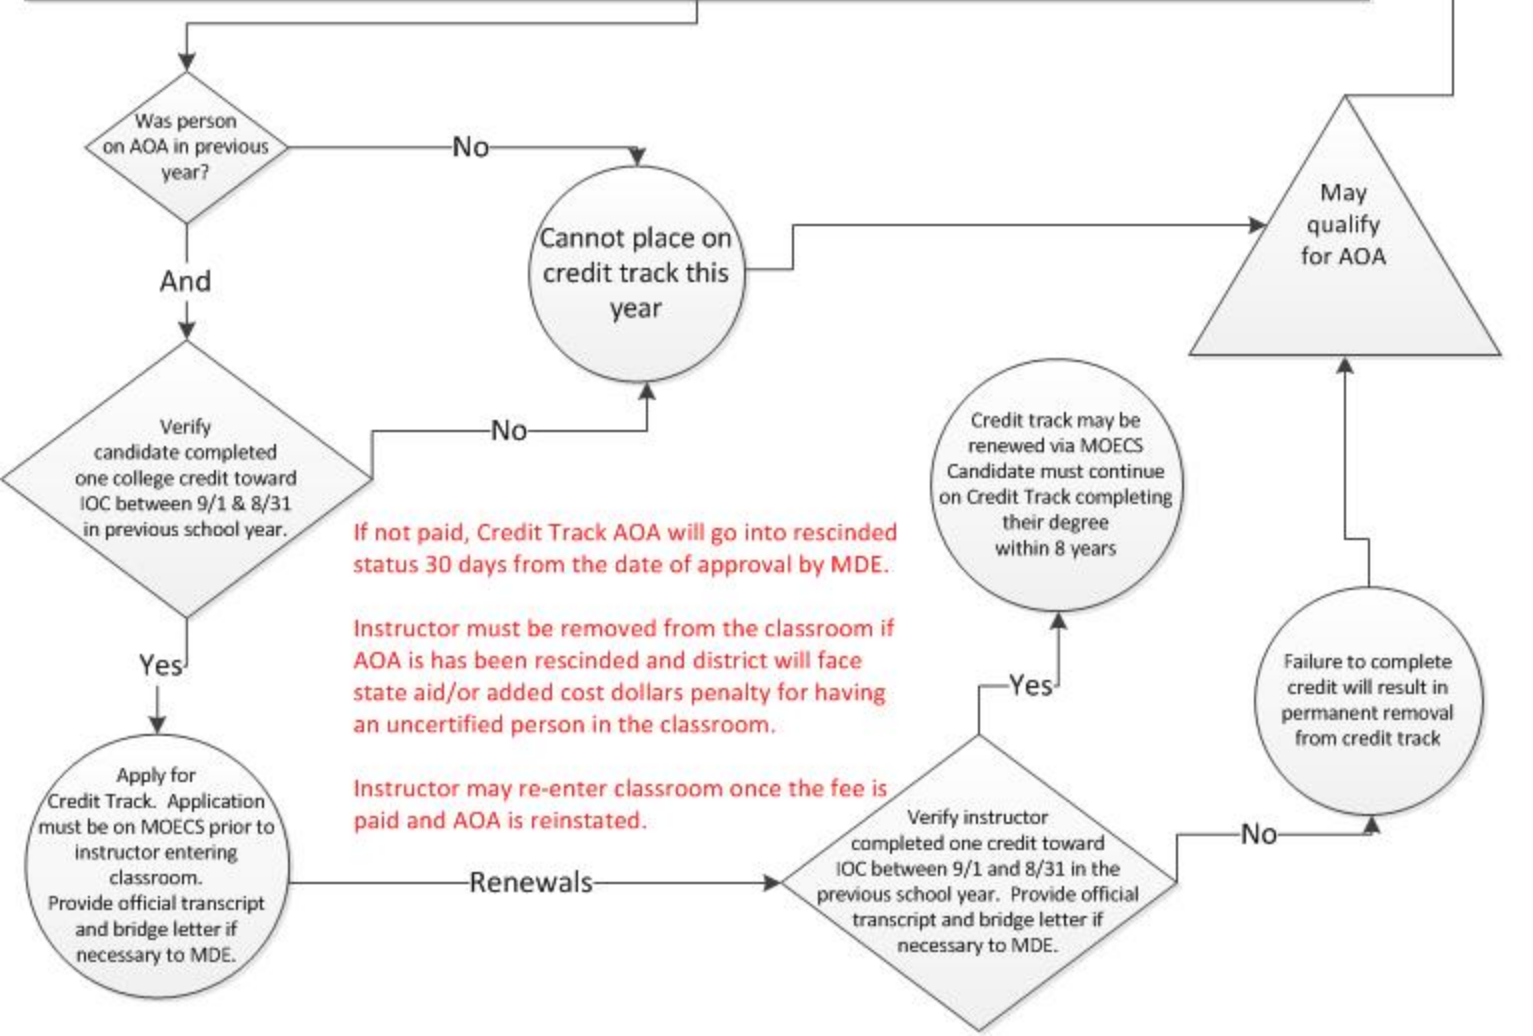 Was person
on AOA in previous
year?
No
Cannot place on
credit track this
year
May
qualify
for AOA
And
Verify
candidate completed
one college credit toward
IOC between 9/1 & 8/31
in previous school year.
No
Credit track may be
renewed via MOECS
Candidate must continue
on Credit Track completing
their degree
within 8 years
If not paid, Credit Track AOA will go into rescinded
status 30 days from the date of approval by MDE.
Instructor must be removed from the classroom if
AOA is has been rescinded and district will face
state aid/or added cost dollars penalty for having
an uncertified person in the classroom.
Instructor may re-enter classroom once the fee is
paid and AOA is reinstated.
Yes
Apply for
Credit Track. Application
must be on MOECS prior to
instructor entering
classroom.
Provide official transcript
and bridge letter if
necessary to MDE.
Renewals
Verify instructor
completed one credit toward
IOC between 9/1 and 8/31 in the
previous school year. Provide official
transcript and bridge letter if
necessary to MDE.
Yes
No
Failure to complete
credit will result in
permanent removal
from credit track